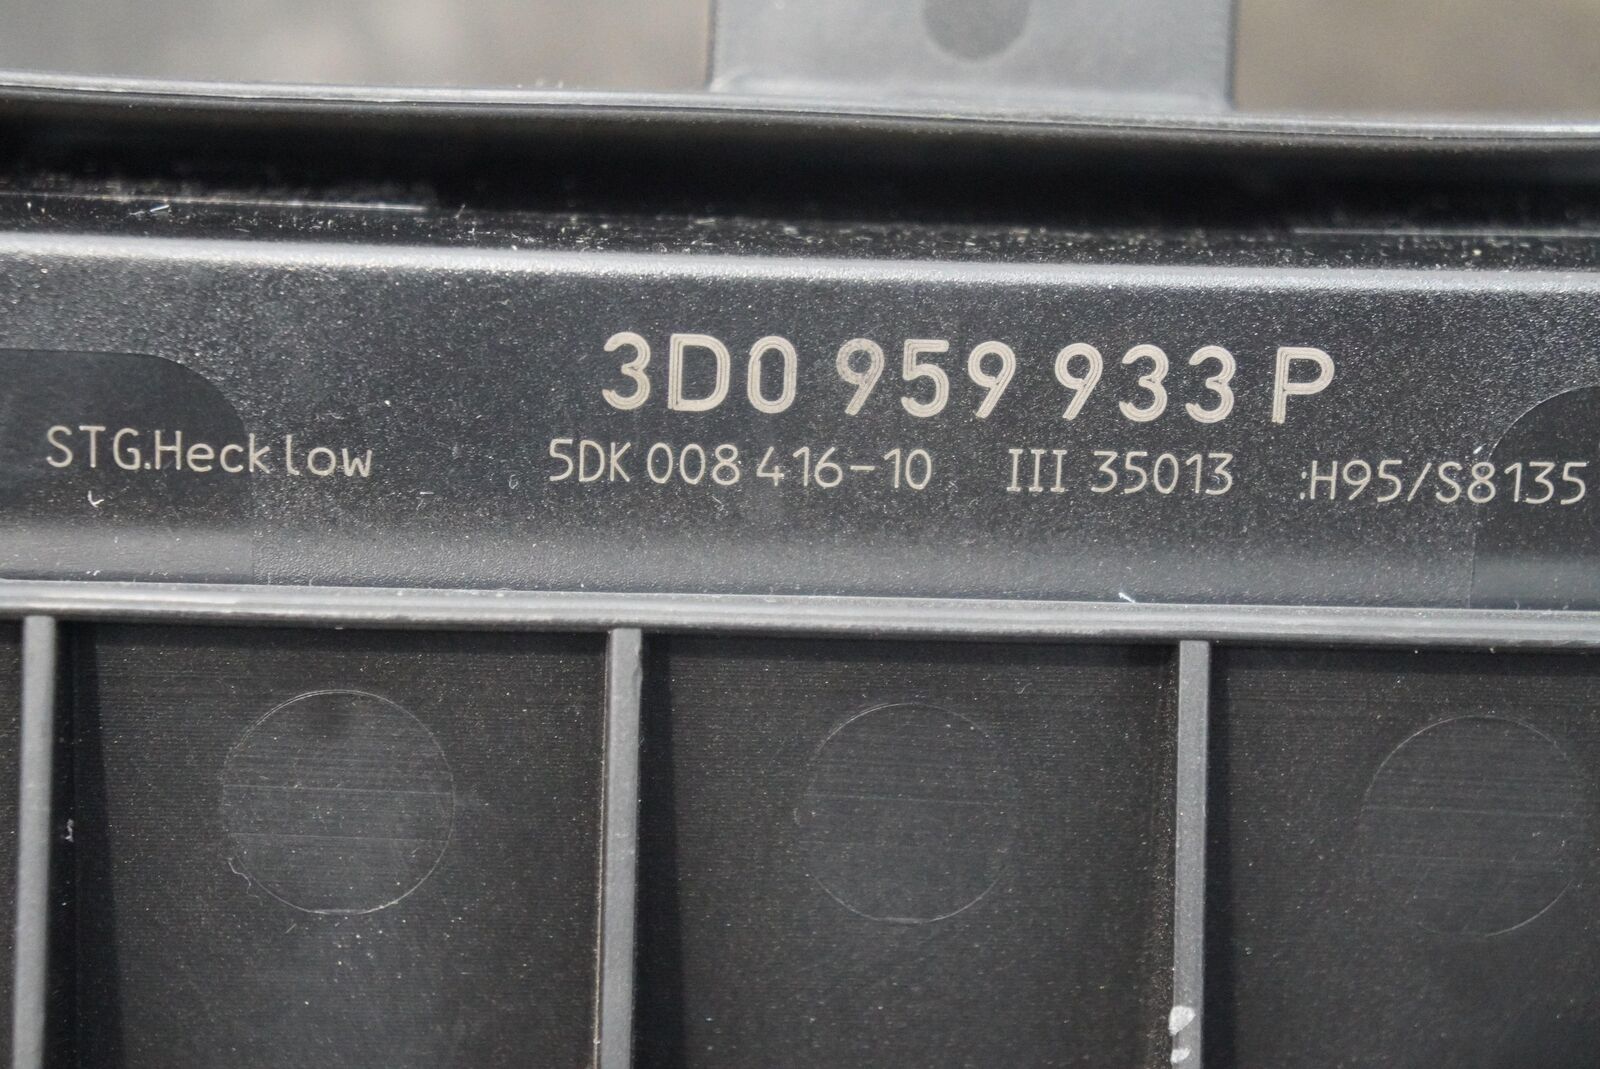 3D0 959 933 P
STG.Heck low 5DK 008 416-10 III 35013 :H95/S8135